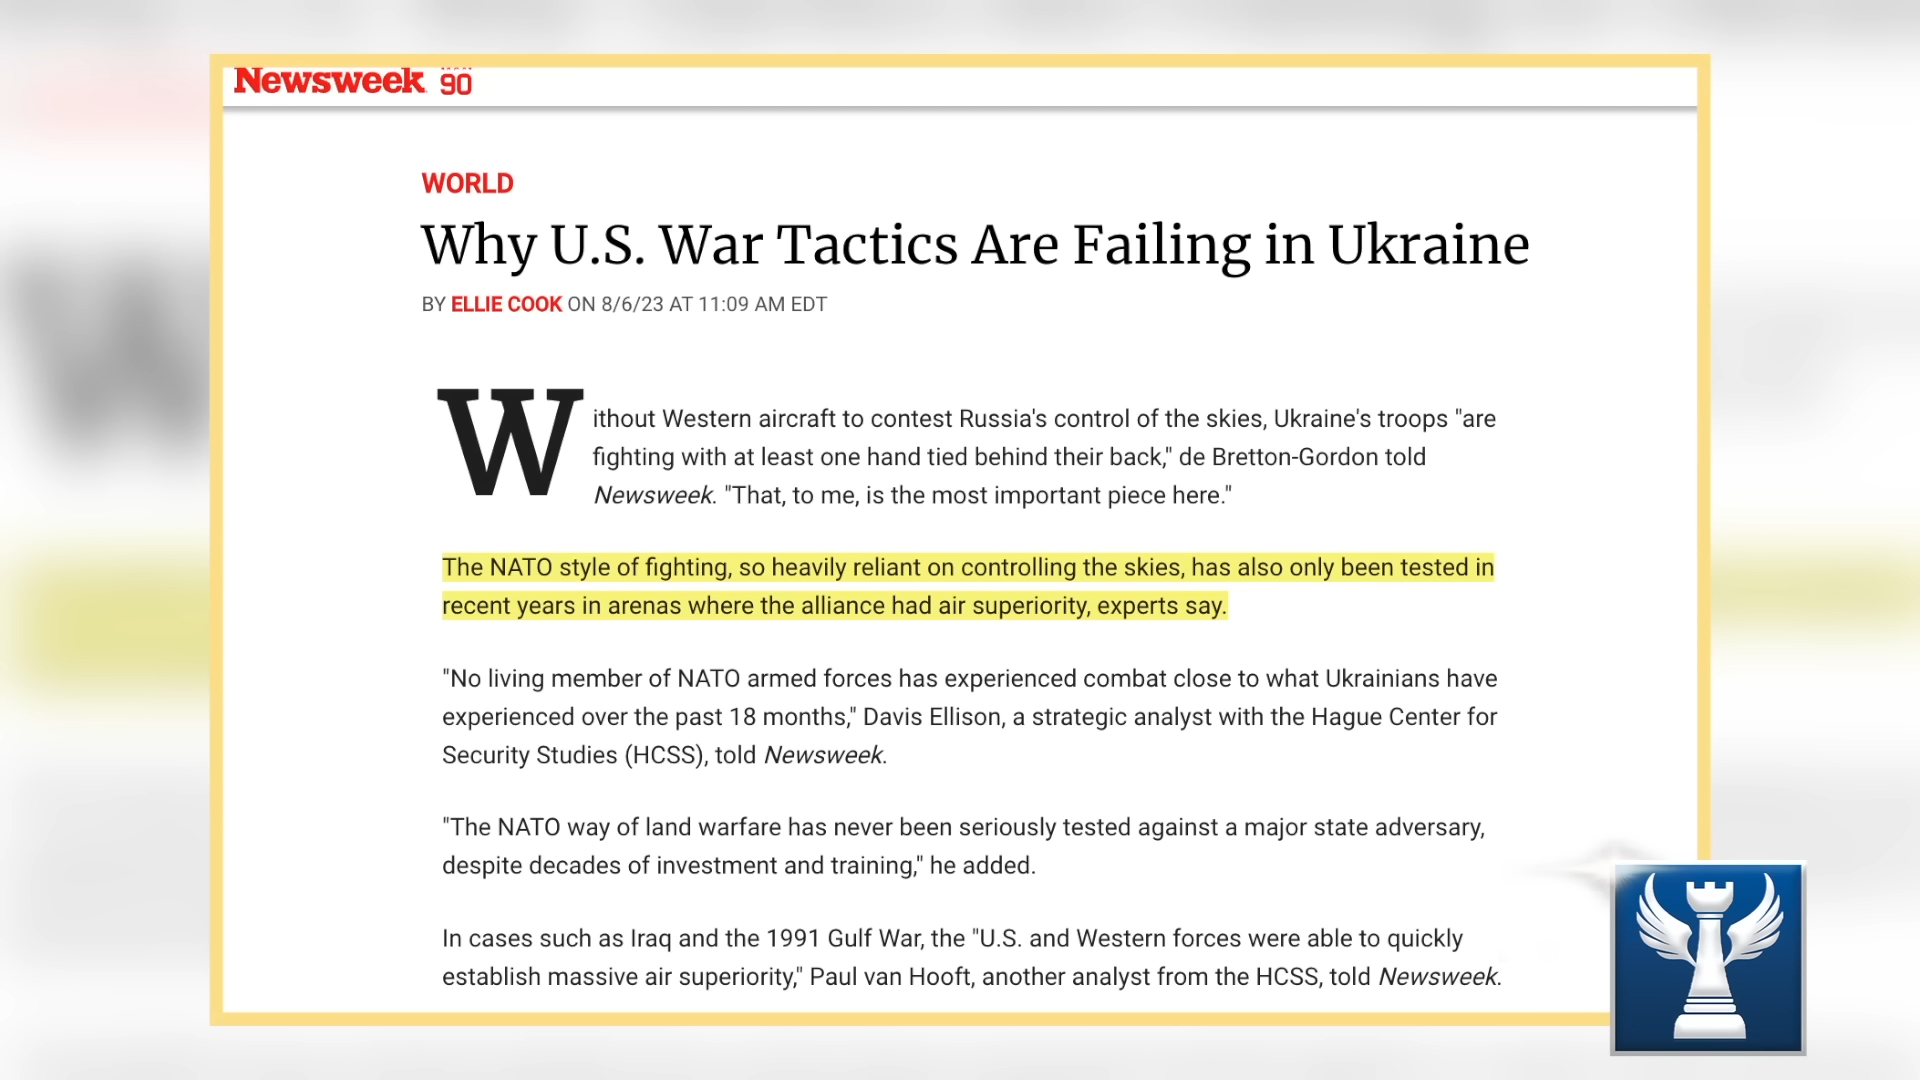 Newsweek 90
WORLD
Why U.S. War Tactics Are Failing in Ukraine
BY ELLIE COOK ON 8/6/23 AT 11:09 AM EDT
Without Western aircraft to contest Russia's control of the skies, Ukraine's troops "are
fighting with at least one hand tied behind their back," de Bretton-Gordon told
Newsweek. "That, to me, is the most important piece here."
The NATO style of fighting, so heavily reliant on controlling the skies, has also only been tested in
recent years in arenas where the alliance had air superiority, experts say.
"No living member of NATO armed forces has experienced combat close to what Ukrainians have
experienced over the past 18 months," Davis Ellison, a strategic analyst with the Hague Center for
Security Studies (HCSS), told Newsweek.
"The NATO way of land warfare has never been seriously tested against a major state adversary,
despite decades of investment and training," he added.
In cases such as Iraq and the 1991 Gulf War, the "U.S. and Western forces were able to quickly
establish massive air superiority," Paul van Hooft, another analyst from the HCSS, told Newsweek.